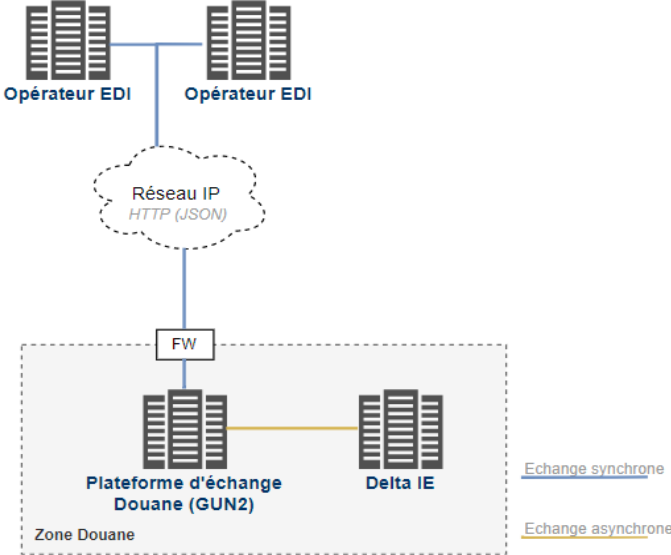 Opérateur EDI
Opérateur EDI
Réseau IP
HTTP (JSON)
FW
Plateforme d'échange
Douane (GUN2)
Delta IE
Zone Douane
Echange synchrone
Echange asynchrone